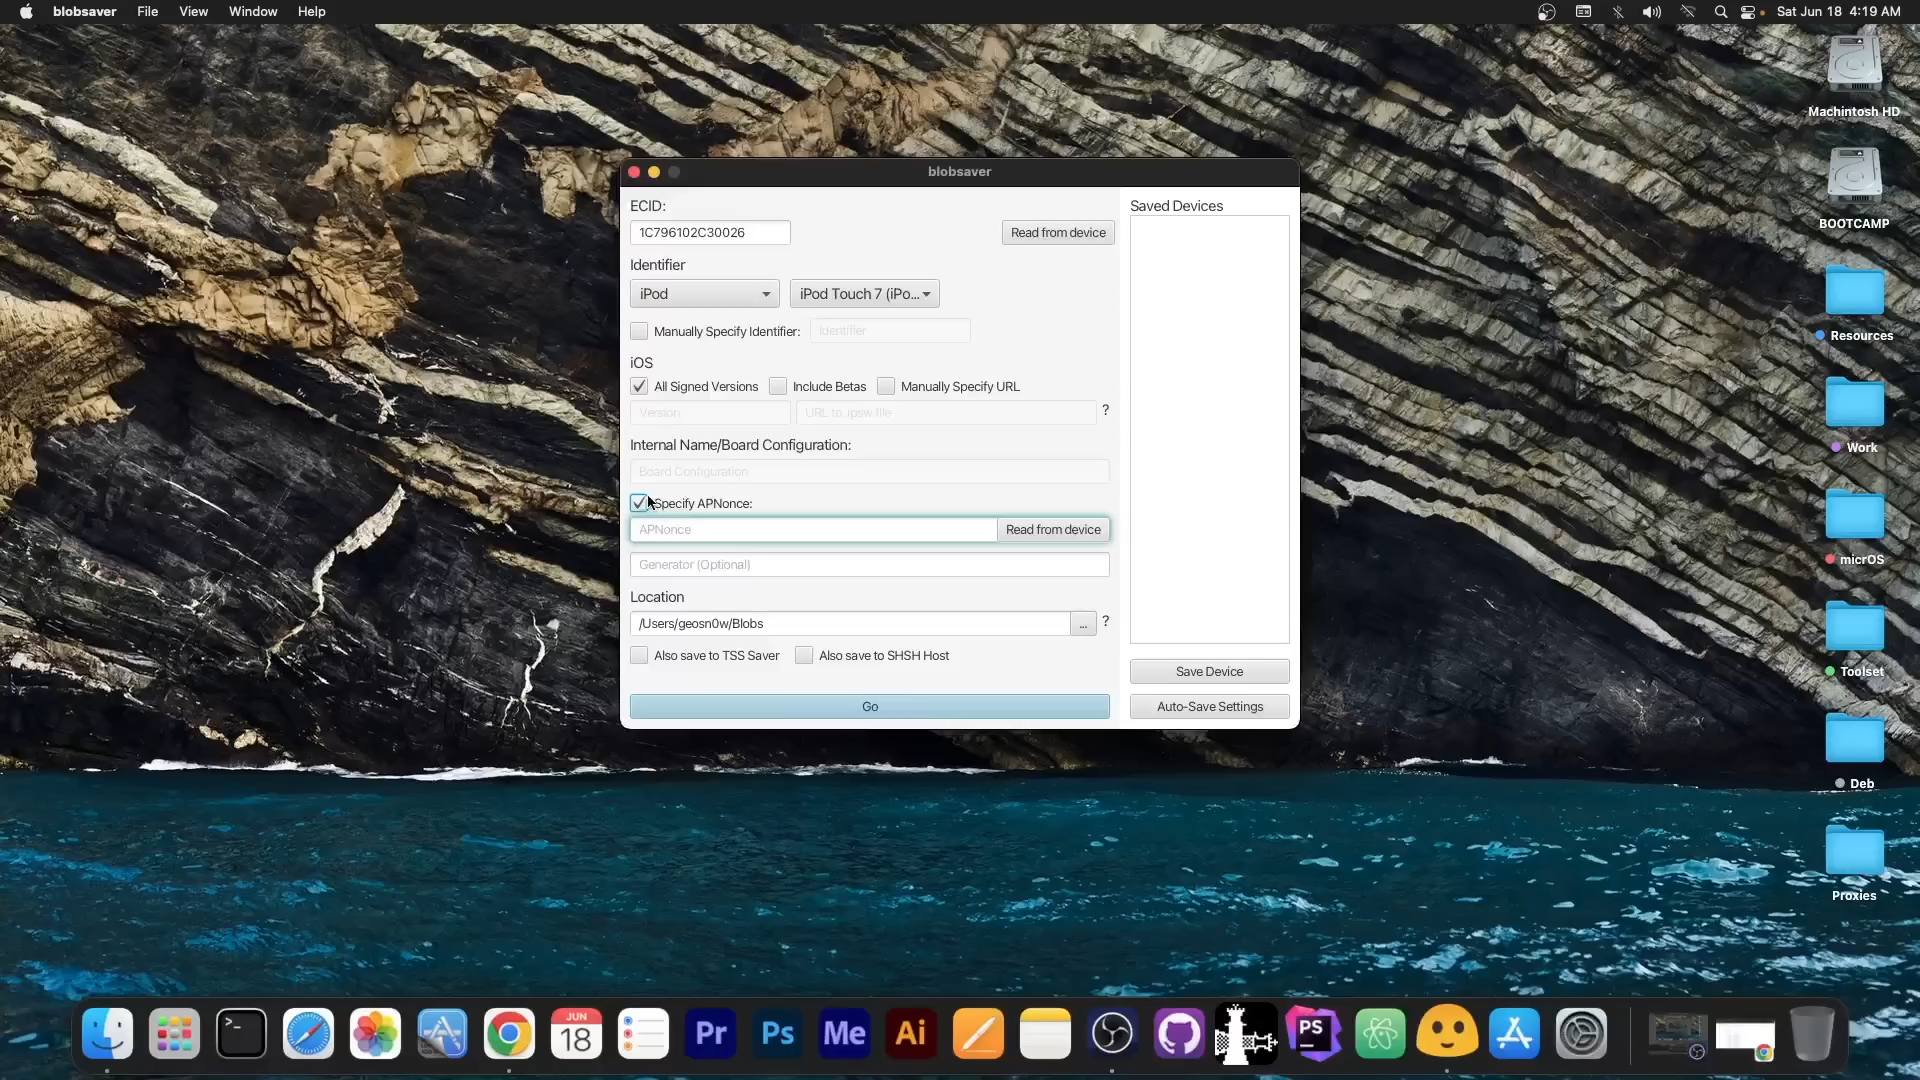 blobsaver File View Window Help
Sat Jun 18 4:19 AM
blobsaver
ECID:
1C796102C30026
Read from device
Identifier
iPod
iPod Touch 7 (iPo...
Manually Specify Identifier:
Identifier
iOS
All Signed Versions
Include Betas
Manually Specify URL
Version
URL to .ipsw file
?
Internal Name/Board Configuration:
Board Configuration
Specify APNonce:
APNonce
Read from device
Generator (Optional)
Location
/Users/geosn0w/Blobs
...
?
Also save to TSS Saver
Also save to SHSH Host
Go
Saved Devices
Save Device
Auto-Save Settings
Machintosh HD
BOOTCAMP
Resources
Work
micrOS
Toolset
Deb
Proxies
>_
JUN
18
Pr
Ps
Me
Ai
PS